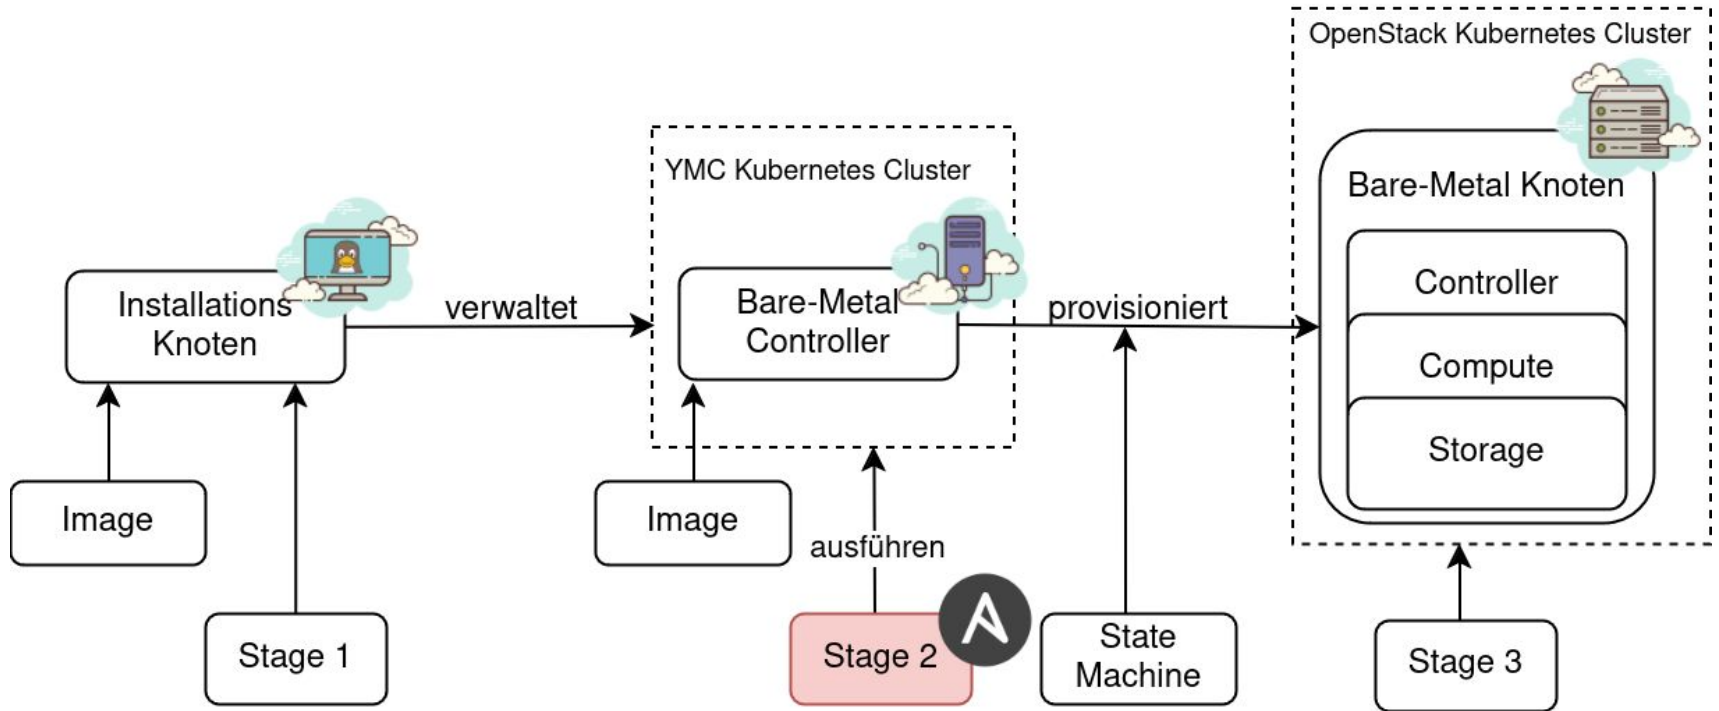 OpenStack Kubernetes Cluster
YMC Kubernetes Cluster
Bare-Metal Knoten
Installations
Knoten
verwaltet
Bare-Metal
Controller
provisioniert
Controller
Compute
Storage
Image
Image
ausführen
Stage 1
Stage 2
State
Machine
Stage 3